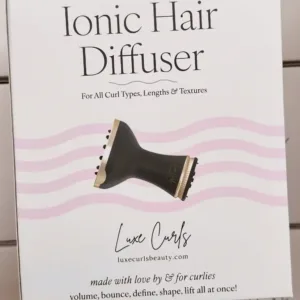 Ionic Hair
Diffuser
For All Curl Types, Lengths & Textures
Luxe Curls
luxecurlsbeauty.com
made with love by & for curlies
volume, bounce, define, shape, lift all at once!